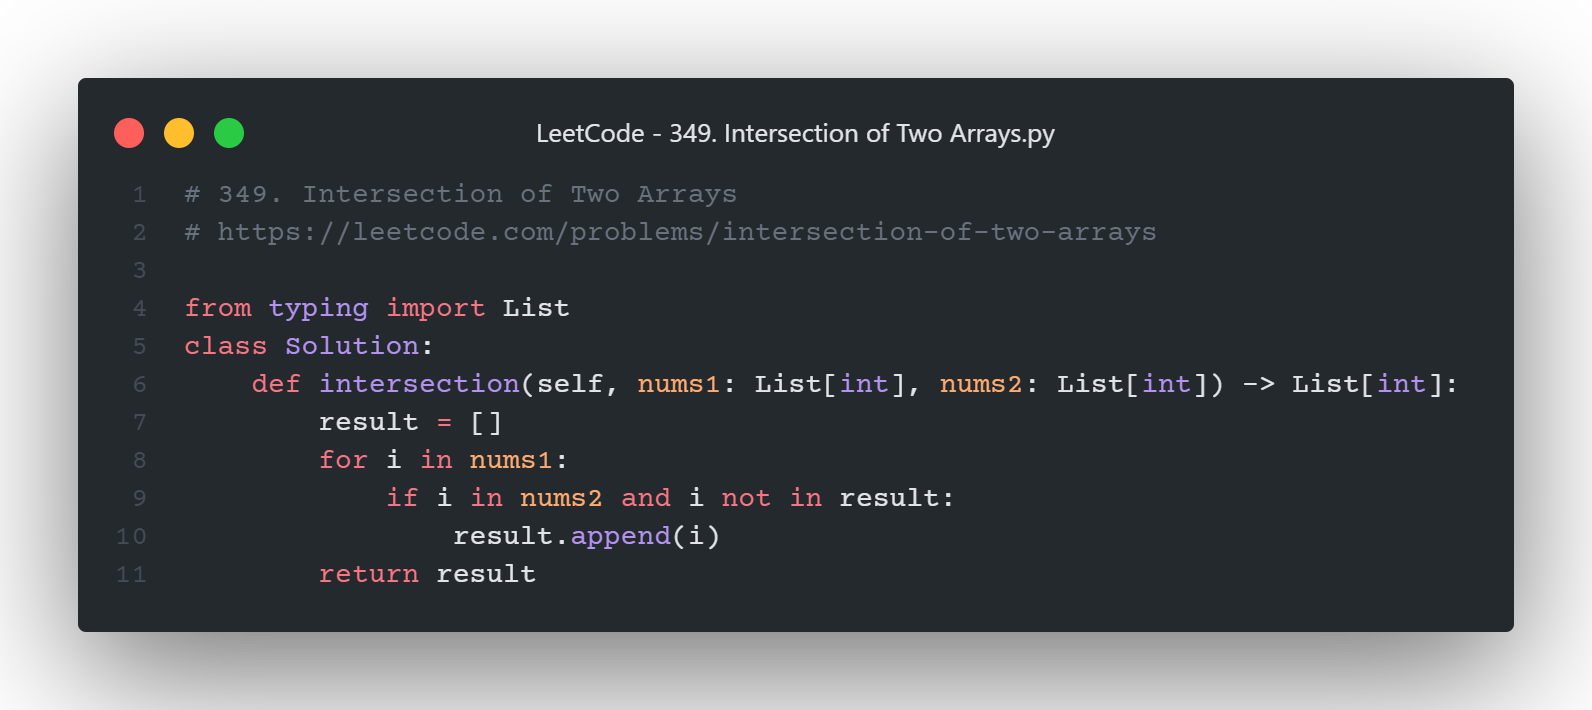 LeetCode - 349. Intersection of Two Arrays.py
1 # 349. Intersection of Two Arrays
2 # https://leetcode.com/problems/intersection-of-two-arrays
3
4 from typing import List
5 class Solution:
6     def intersection(self, nums1: List[int], nums2: List[int]) -> List[int]:
7         result = []
8         for i in nums1:
9             if i in nums2 and i not in result:
10                 result.append(i)
11         return result